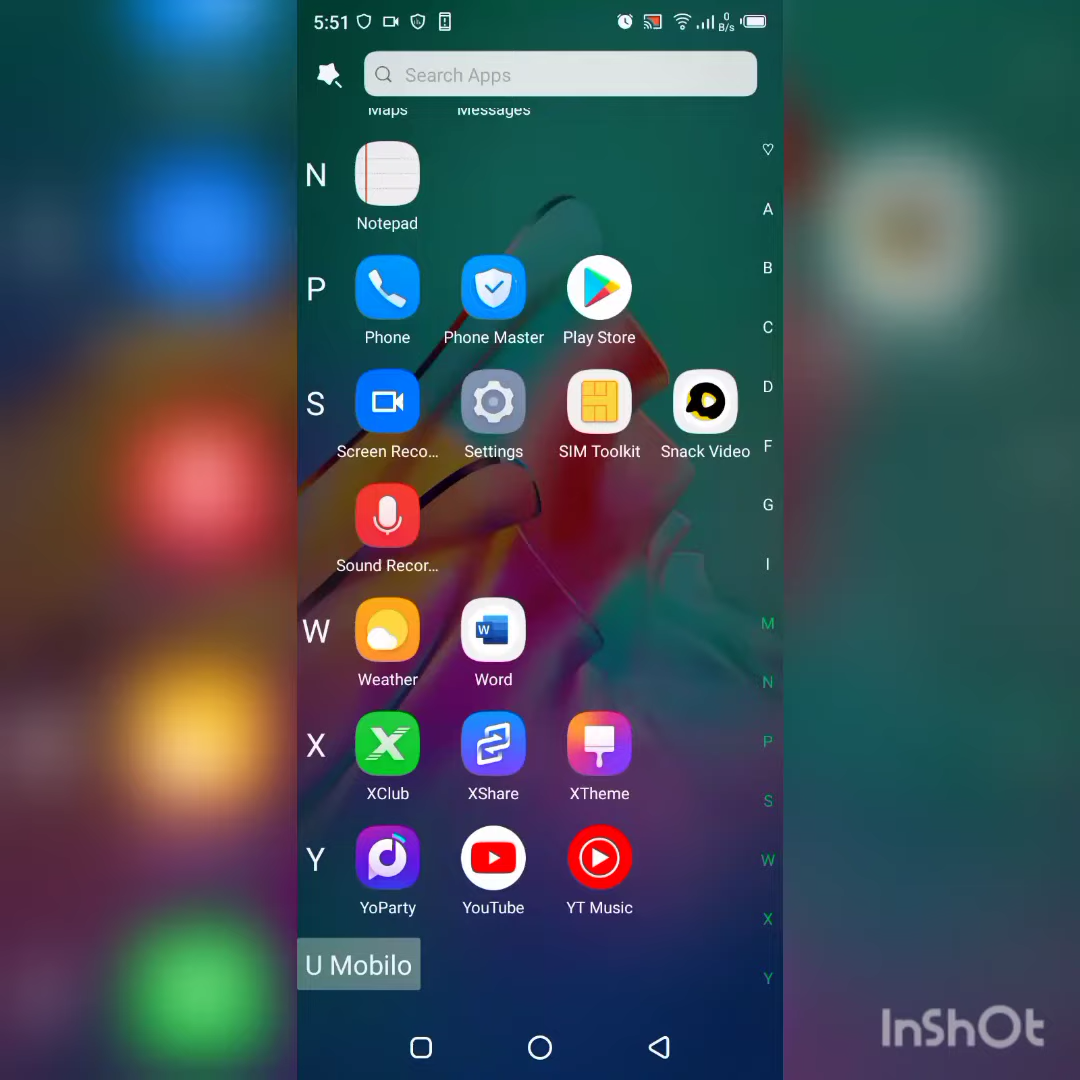 5:51
0
B/s
Search Apps
Maps Messages
♡
N
Notepad
A
B
P
Phone Phone Master Play Store
C
D
S
Screen Reco... Settings SIM Toolkit Snack Video
F
G
Sound Recor...
I
W
W
Weather Word
M
N
P
X
XClub XShare XTheme
S
W
Y
YoParty YouTube YT Music
X
U Mobilo
Y
InShOt